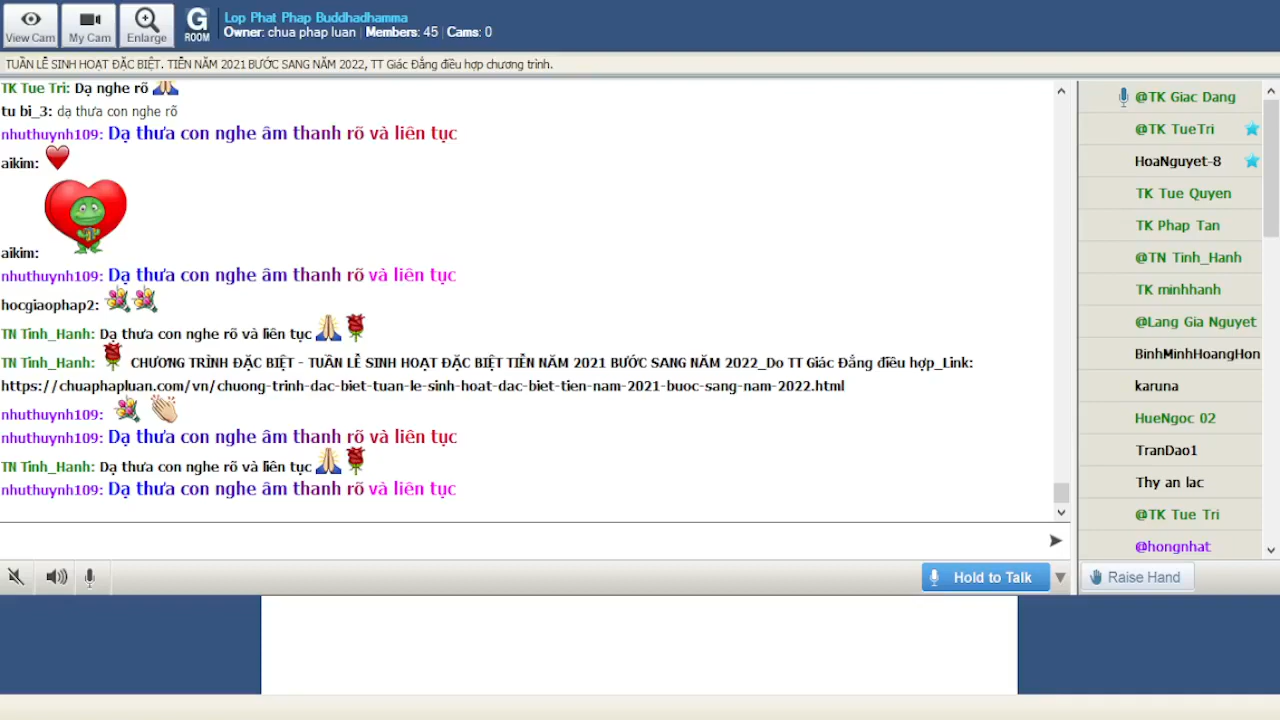 View Cam
My Cam
Enlarge
G
ROOM
Lop Phat Phap Buddhadhamma
Owner: chua phap luan | Members: 45 | Cams: 0
TUẦN LỄ SINH HOẠT ĐẶC BIỆT. TIỄN NĂM 2021 BƯỚC SANG NĂM 2022, TT Giác Đẳng điều hợp chương trình.
TK Tue Tri: Dạ nghe rõ
tu bi_3: dạ thưa con nghe rõ
nhuthuynh109: Dạ thưa con nghe âm thanh rõ và liên tục
aikim:
aikim:
nhuthuynh109: Dạ thưa con nghe âm thanh rõ và liên tục
hocgiaophap2:
TN Tinh_Hanh: Dạ thưa con nghe rõ và liên tục
TN Tinh_Hanh: CHƯƠNG TRÌNH ĐẶC BIỆT - TUẦN LỄ SINH HOẠT ĐẶC BIỆT TIỄN NĂM 2021 BƯỚC SANG NĂM 2022_Do TT Giác Đẳng điều hợp_Link:
https://chuaphapluan.com/vn/chuong-trinh-dac-biet-tuan-le-sinh-hoat-dac-biet-tien-nam-2021-buoc-sang-nam-2022.html
nhuthuynh109:
nhuthuynh109: Dạ thưa con nghe âm thanh rõ và liên tục
TN Tinh_Hanh: Dạ thưa con nghe rõ và liên tục
nhuthuynh109: Dạ thưa con nghe âm thanh rõ và liên tục
Hold to Talk
@TK Giac Dang
@TK TueTri
HoaNguyet-8
TK Tue Quyen
TK Phap Tan
@TN Tinh_Hanh
TK minhhanh
@Lang Gia Nguyet
BinhMinhHoangHon
karuna
HueNgoc 02
TranDao1
Thy an lac
@TK Tue Tri
@hongnhat
Raise Hand